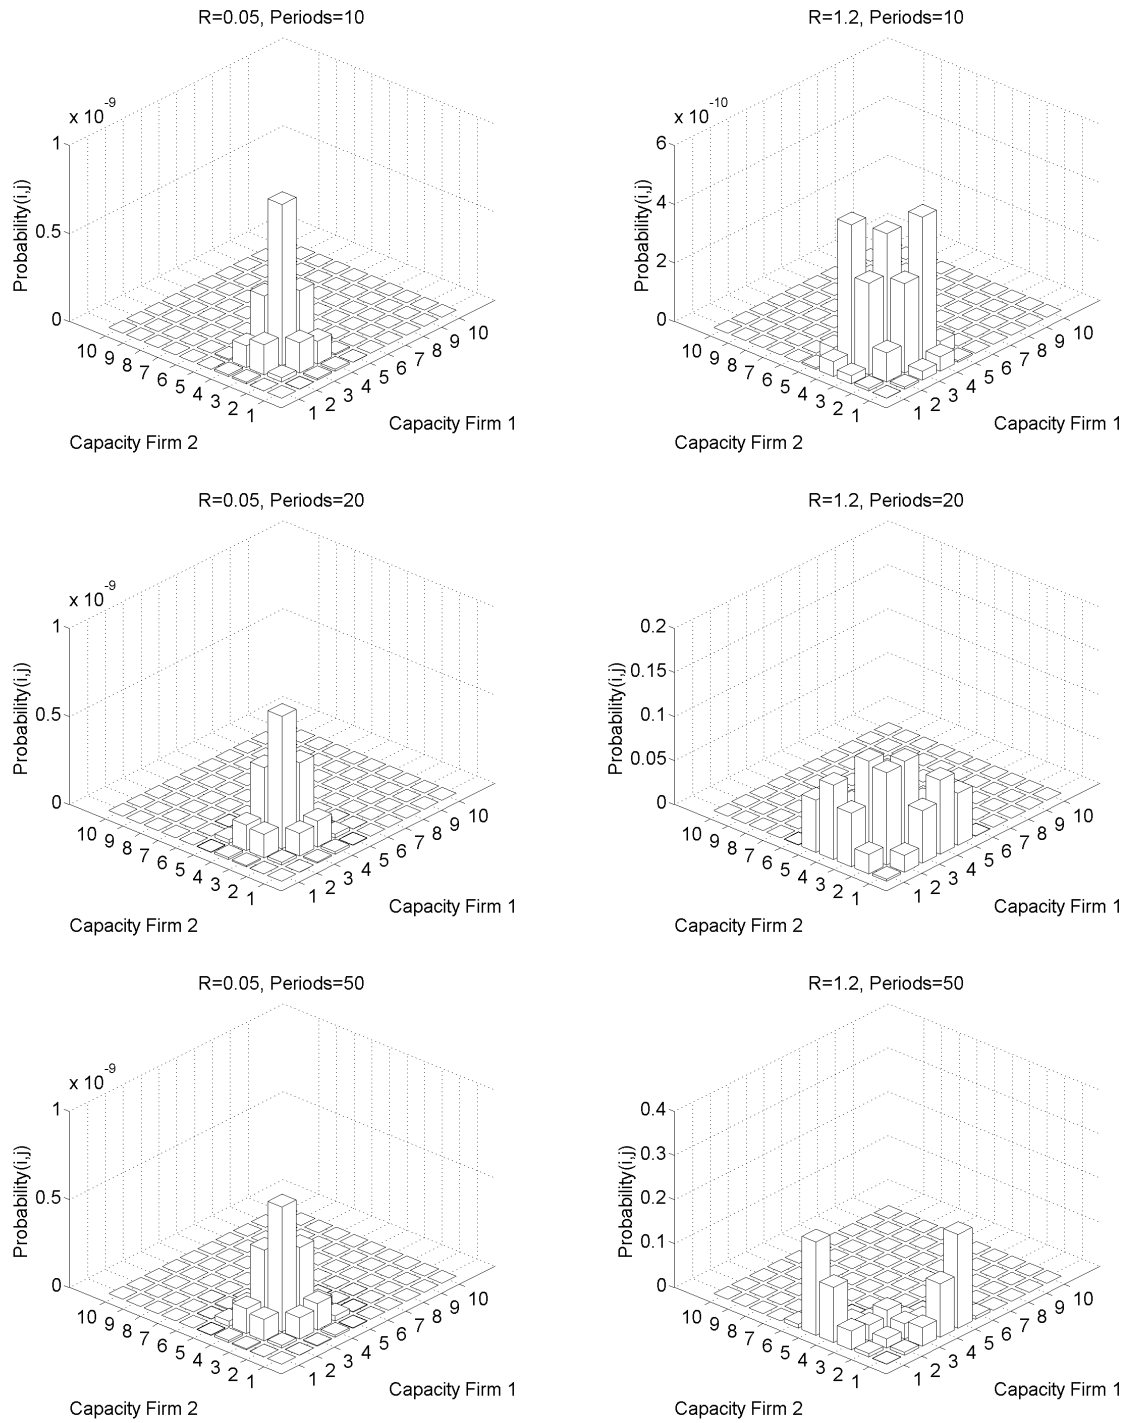 R=0.05, Periods=10
x 10-9
1
0.5
0
Probability(i,j)
10 9 8 7 6 5 4 3 2 1
1 2 3 4 5 6 7 8 9 10
Capacity Firm 2
Capacity Firm 1
R=1.2, Periods=10
x 10-10
6
4
2
0
Probability(i,j)
10 9 8 7 6 5 4 3 2 1
1 2 3 4 5 6 7 8 9 10
Capacity Firm 2
Capacity Firm 1
R=0.05, Periods=20
x 10-9
1
0.5
0
Probability(i,j)
10 9 8 7 6 5 4 3 2 1
1 2 3 4 5 6 7 8 9 10
Capacity Firm 2
Capacity Firm 1
R=1.2, Periods=20
0.2
0.15
0.1
0.05
0
Probability(i,j)
10 9 8 7 6 5 4 3 2 1
1 2 3 4 5 6 7 8 9 10
Capacity Firm 2
Capacity Firm 1
R=0.05, Periods=50
x 10-9
1
0.5
0
Probability(i,j)
10 9 8 7 6 5 4 3 2 1
1 2 3 4 5 6 7 8 9 10
Capacity Firm 2
Capacity Firm 1
R=1.2, Periods=50
0.4
0.3
0.2
0.1
0
Probability(i,j)
10 9 8 7 6 5 4 3 2 1
1 2 3 4 5 6 7 8 9 10
Capacity Firm 2
Capacity Firm 1